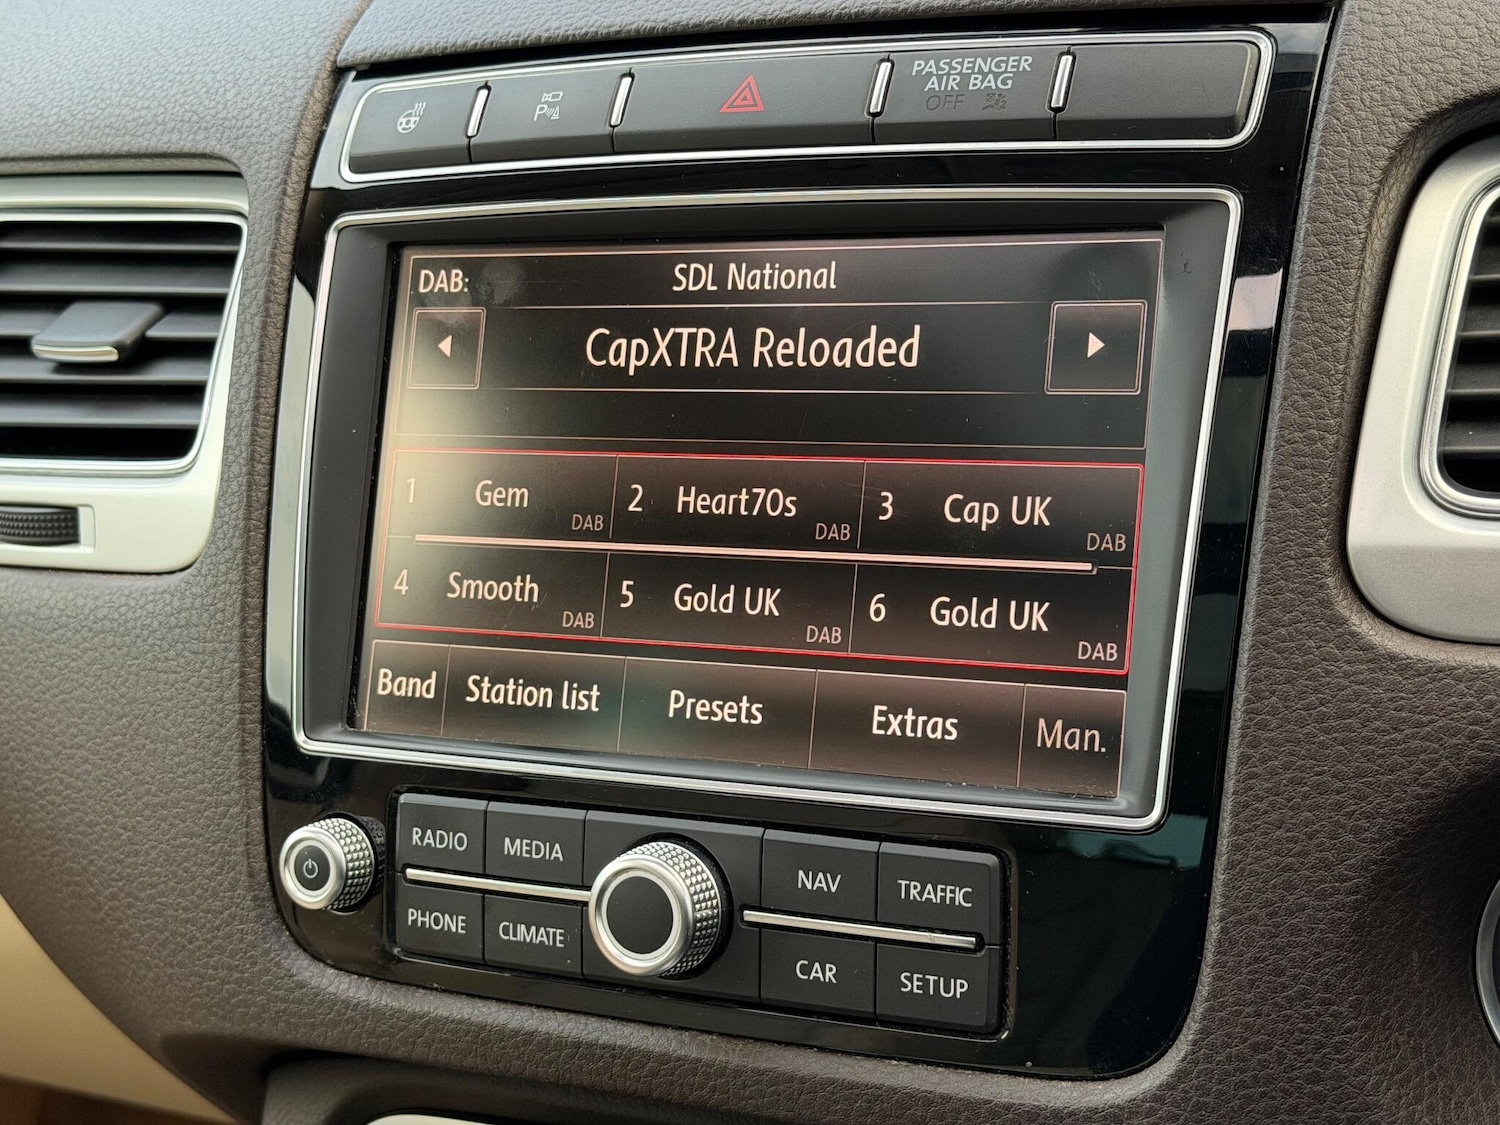 P
PASSENGER
AIR BAG
OFF
DAB: SDL National
CapXTRA Reloaded
1 Gem DAB 2 Heart70s DAB 3 Cap UK DAB
4 Smooth DAB 5 Gold UK DAB 6 Gold UK DAB
Band Station list Presets Extras Man.
RADIO MEDIA NAV TRAFFIC
PHONE CLIMATE CAR SETUP